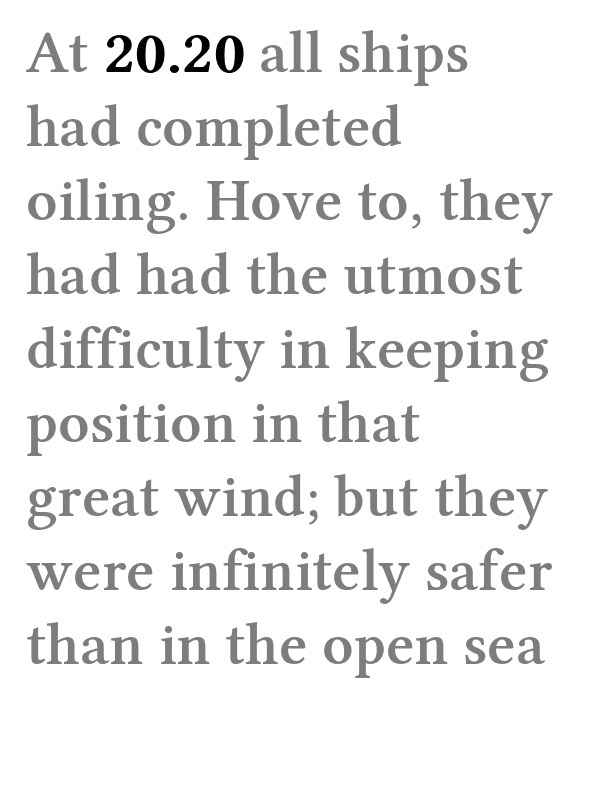 At 20.20 all ships
had completed
oiling. Hove to, they
had had the utmost
difficulty in keeping
position in that
great wind; but they
were infinitely safer
than in the open sea